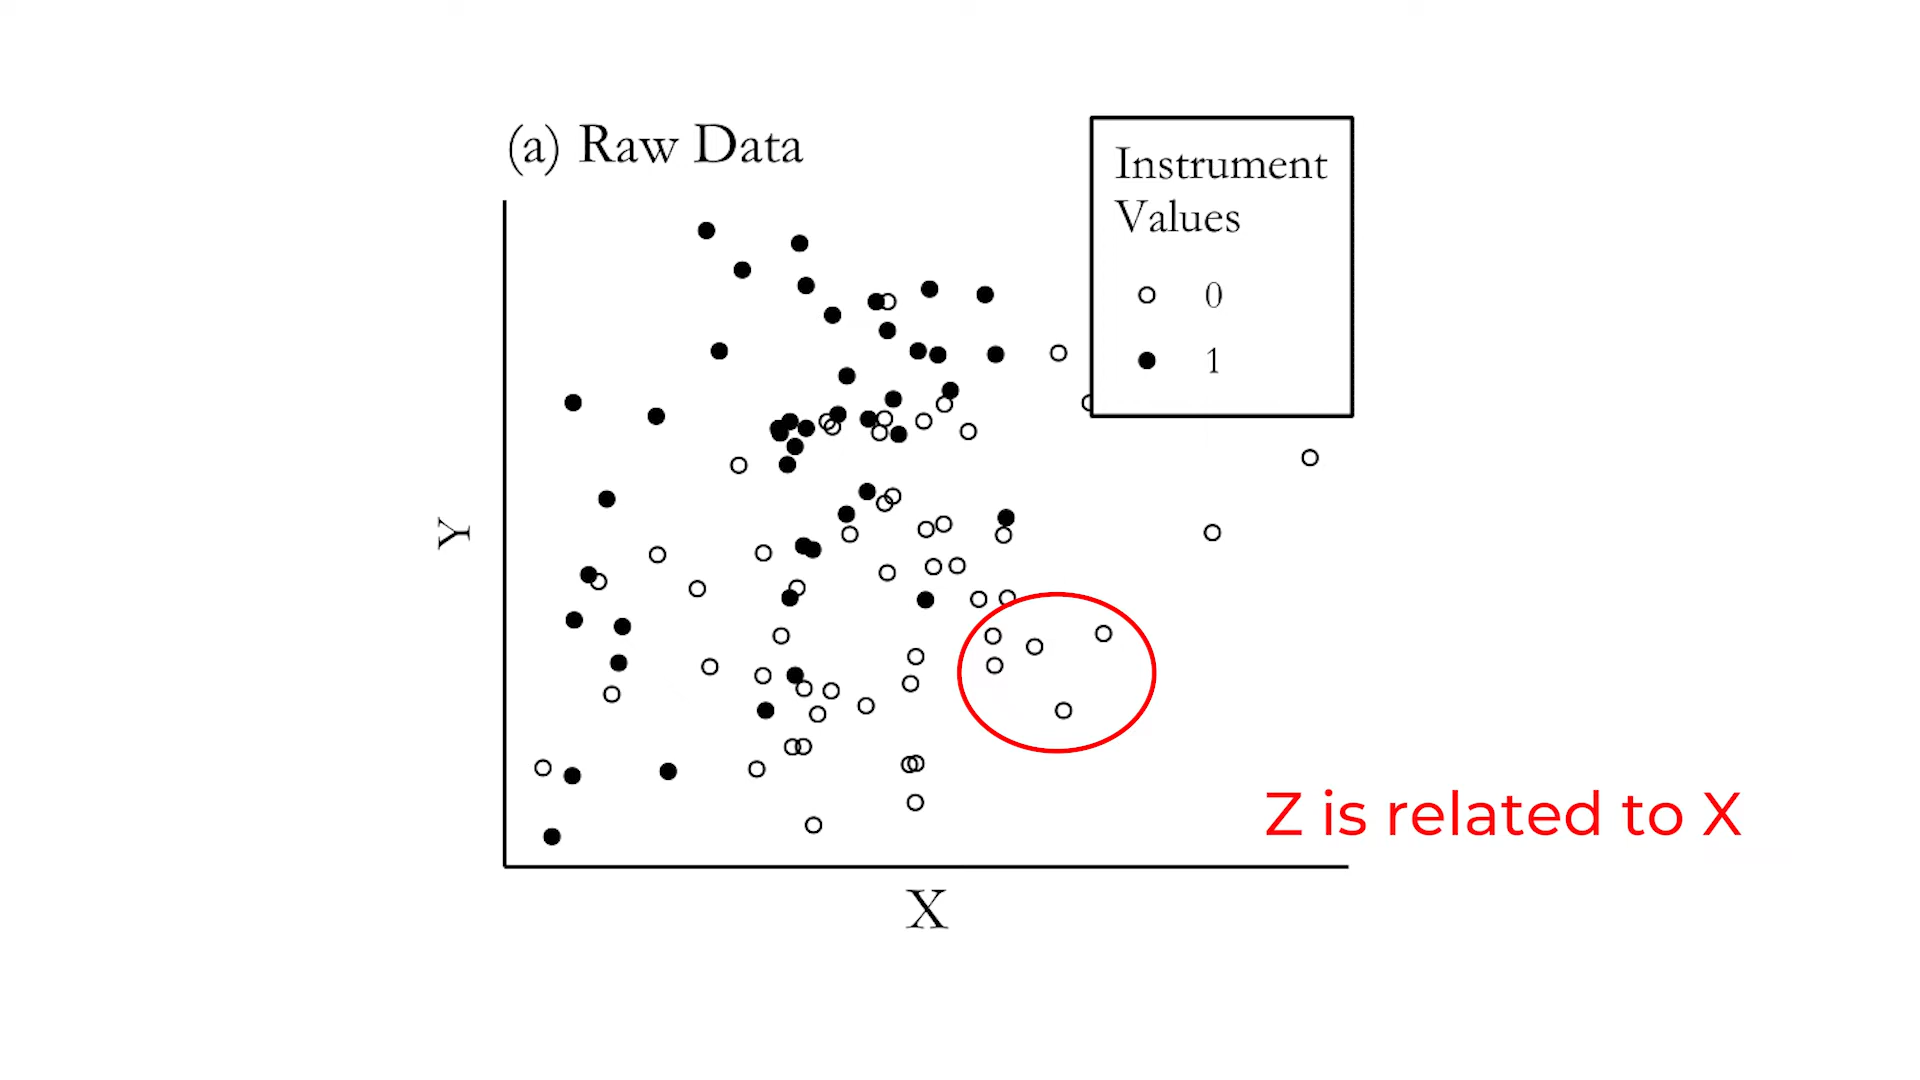 (a) Raw Data
Instrument
Values
0
1
Y
Z is related to X
X